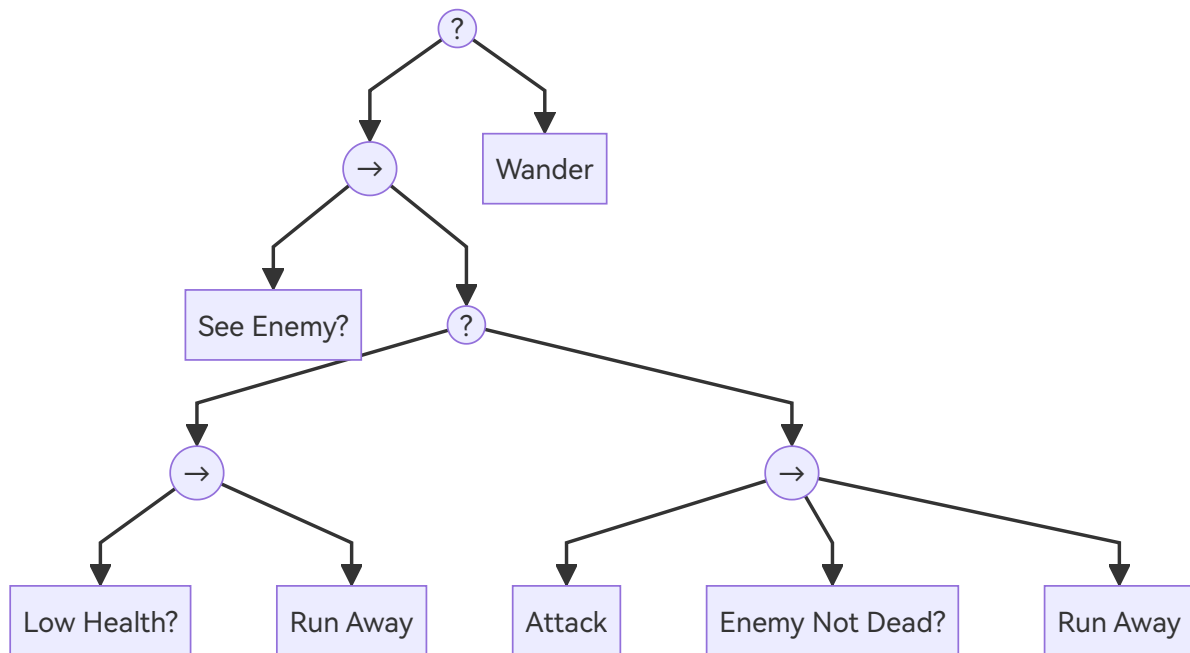 ?
→
Wander
See Enemy?
?
→
→
Low Health?
Run Away
Attack
Enemy Not Dead?
Run Away